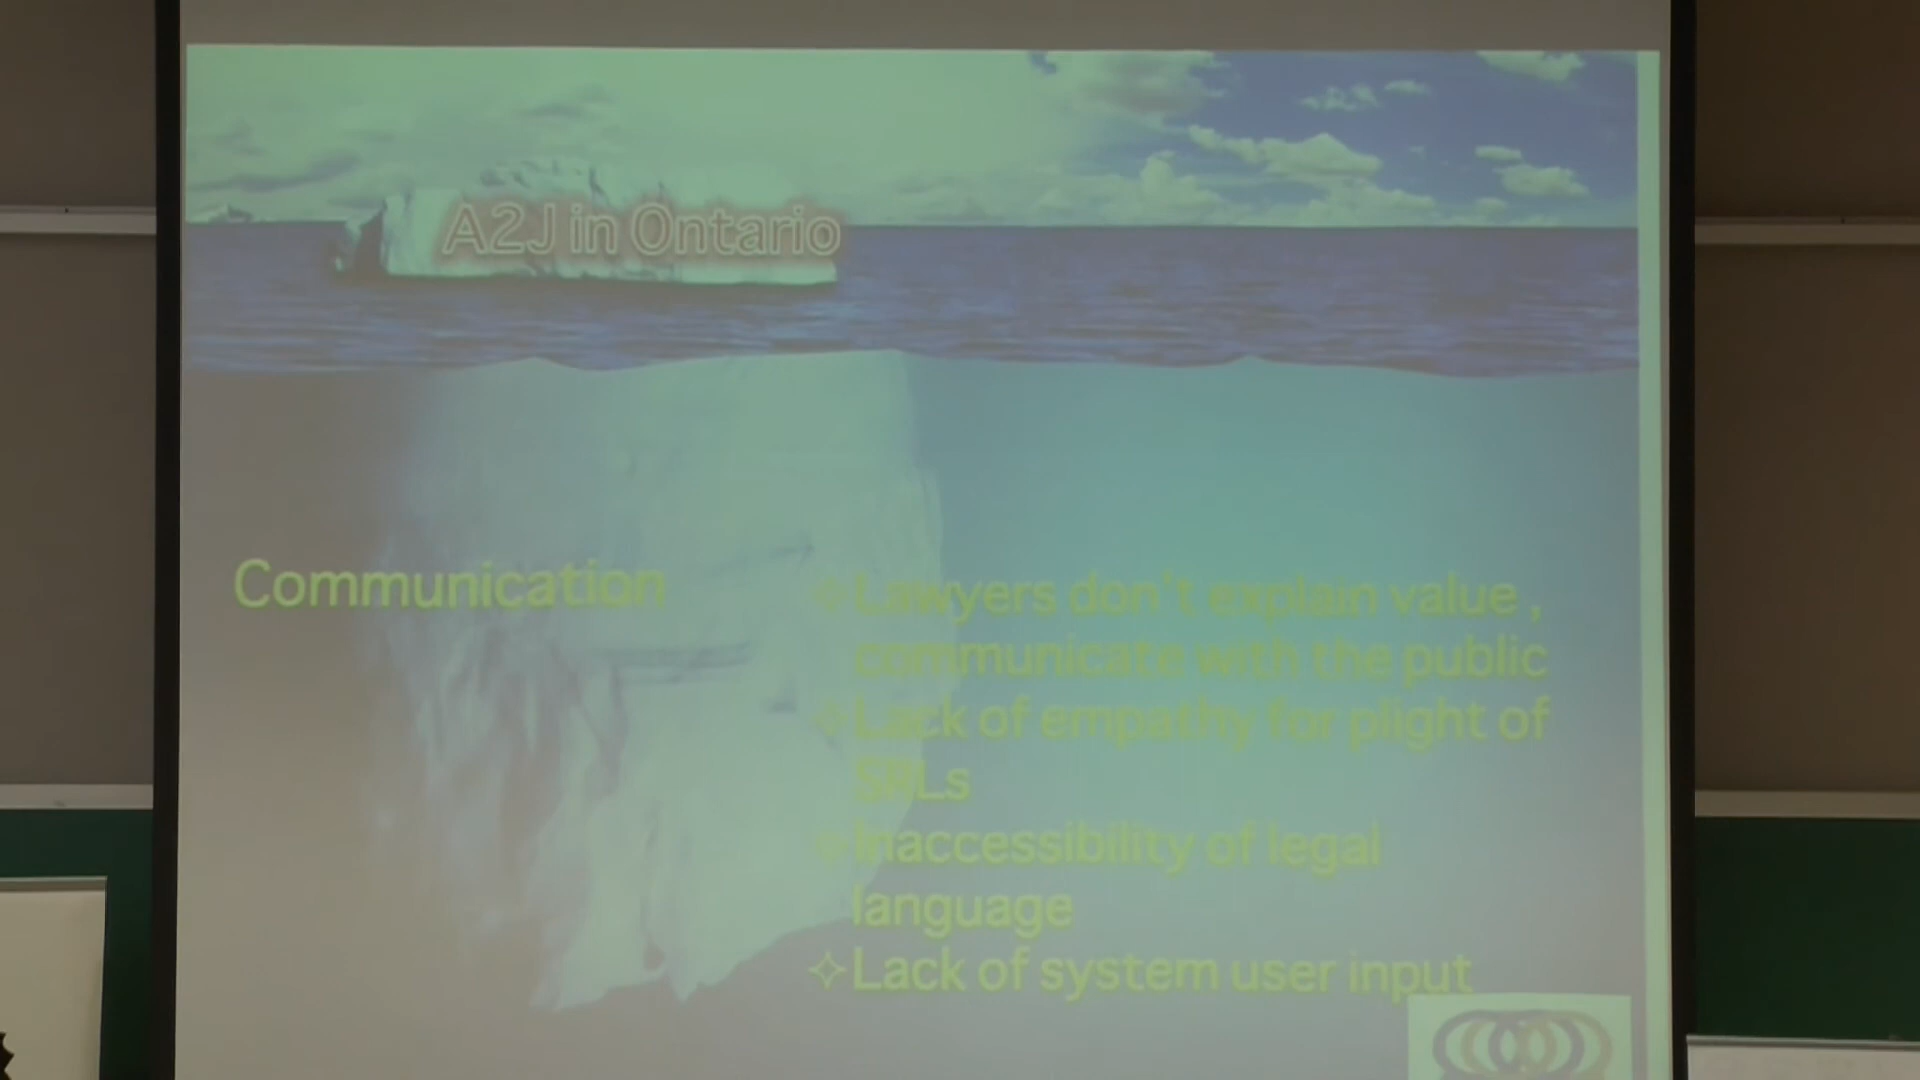 A2J in Ontario
Communication
Lawyers don't explain value ,
communicate with the public
Lack of empathy for plight of
SRLs
Inaccessibility of legal
language
Lack of system user input